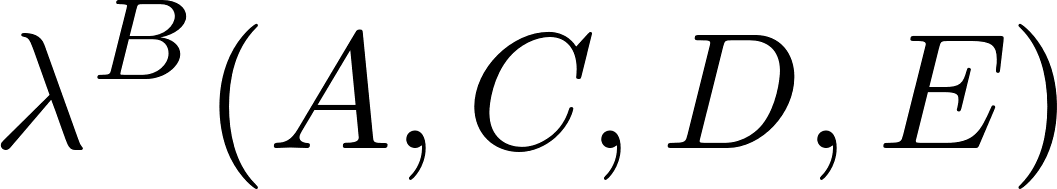 λ^B(A, C, D, E)